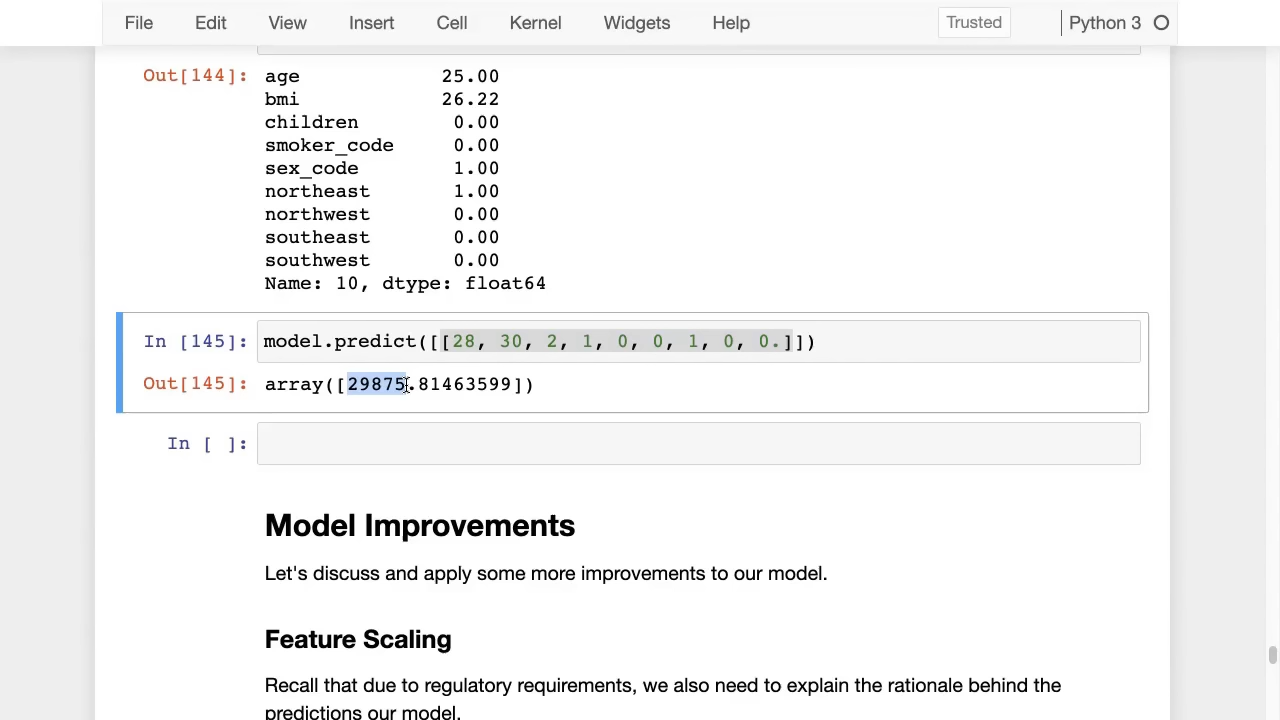 File Edit View Insert Cell Kernel Widgets Help Trusted Python 3
Out[144]: age 25.00
bmi 26.22
children 0.00
smoker_code 0.00
sex_code 1.00
northeast 1.00
northwest 0.00
southeast 0.00
southwest 0.00
Name: 10, dtype: float64
In [145]: model.predict([[28, 30, 2, 1, 0, 0, 1, 0, 0.]])
Out[145]: array([29875.81463599])
In [ ]:
Model Improvements
Let's discuss and apply some more improvements to our model.
Feature Scaling
Recall that due to regulatory requirements, we also need to explain the rationale behind the
predictions our model.